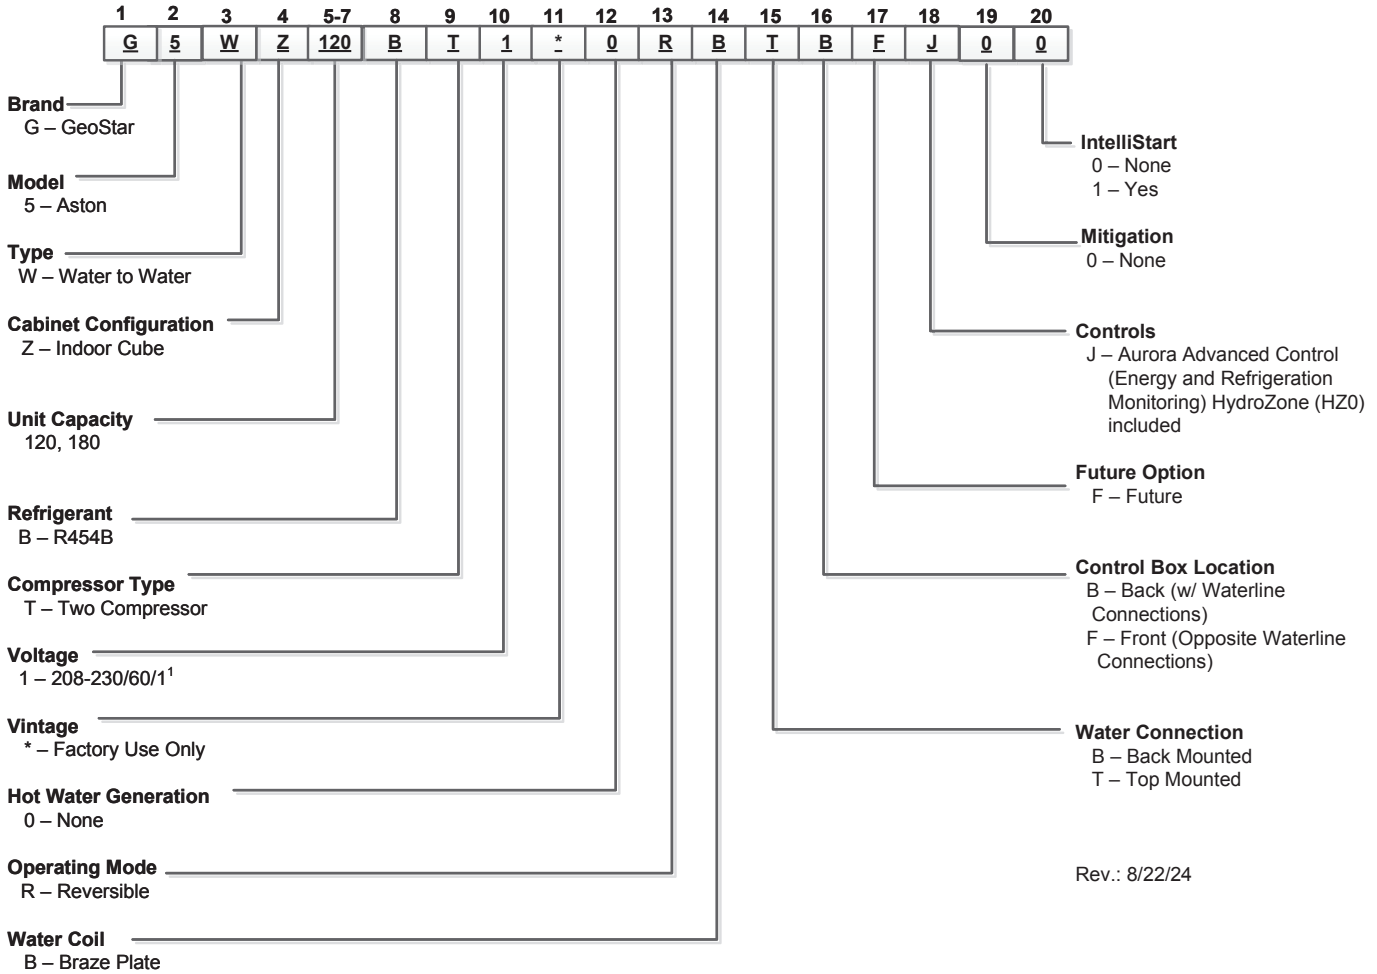 1 2 3 4 5-7 8 9 10 11 12 13 14 15 16 17 18 19 20
G 5 W Z 120 B T 1 * 0 R B T B F J 0 0
Brand
G – GeoStar
Model
5 – Aston
Type
W – Water to Water
Cabinet Configuration
Z – Indoor Cube
Unit Capacity
120, 180
Refrigerant
B – R454B
Compressor Type
T – Two Compressor
Voltage
1 – 208-230/60/1¹
Vintage
* – Factory Use Only
Hot Water Generation
0 – None
Operating Mode
R – Reversible
Water Coil
B – Braze Plate
IntelliStart
0 – None
1 – Yes
Mitigation
0 – None
Controls
J – Aurora Advanced Control
(Energy and Refrigeration
Monitoring) HydroZone (HZ0)
included
Future Option
F – Future
Control Box Location
B – Back (w/ Waterline
Connections)
F – Front (Opposite Waterline
Connections)
Water Connection
B – Back Mounted
T – Top Mounted
Rev.: 8/22/24